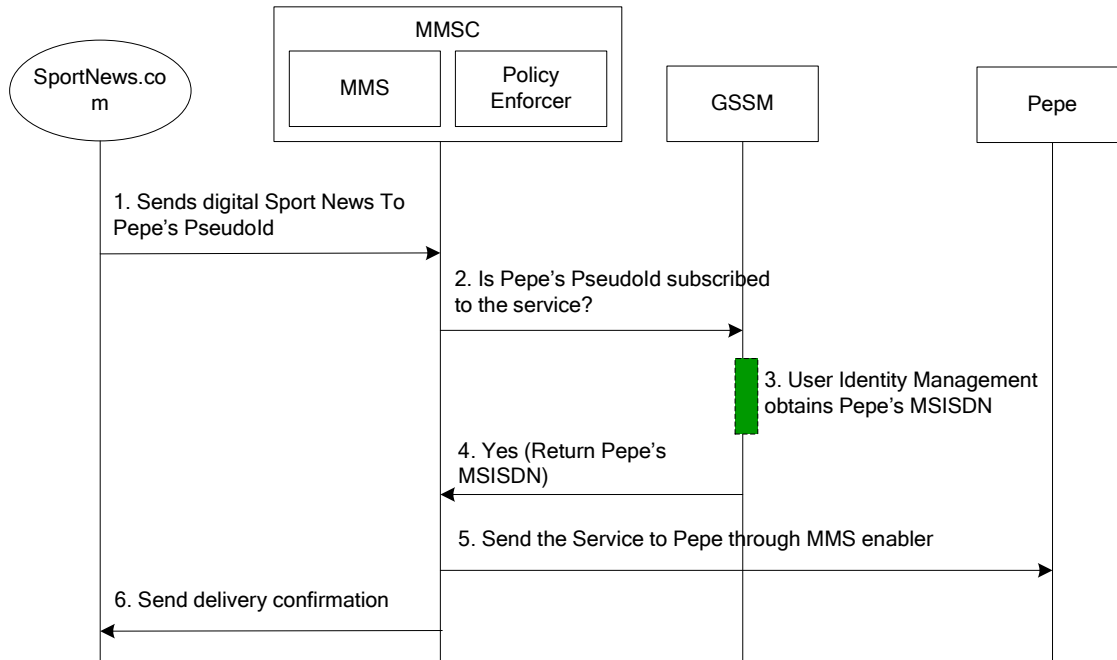 MMSC
SportNews.co
m
MMS
Policy
Enforcer
GSSM
Pepe
1. Sends digital Sport News To
Pepe's PseudoId
2. Is Pepe's PseudoId subscribed
to the service?
3. User Identity Management
obtains Pepe's MSISDN
4. Yes (Return Pepe's
MSISDN)
5. Send the Service to Pepe through MMS enabler
6. Send delivery confirmation